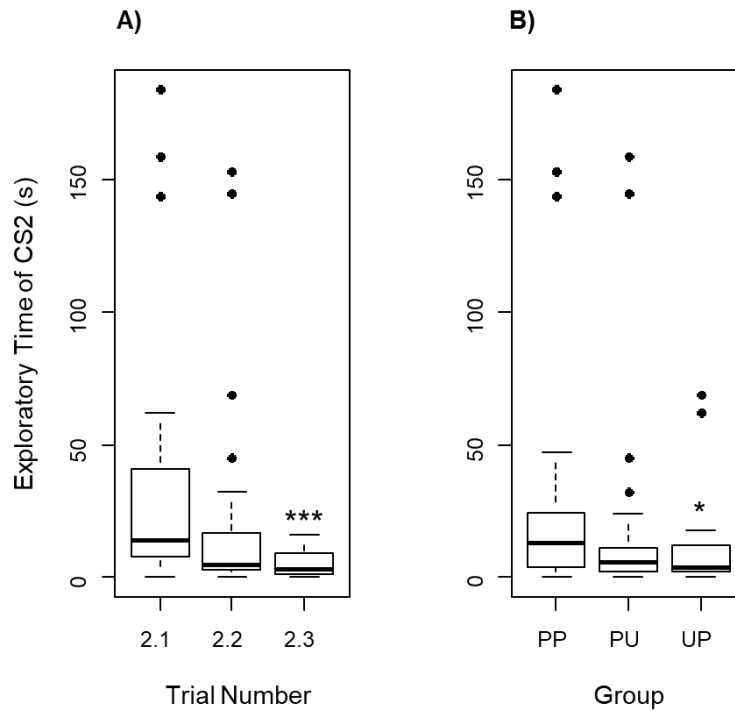 A)
B)
Exploratory Time of CS2 (s)
150
100
50
0
***
2.1 2.2 2.3
Trial Number
150
100
50
0
*
PP PU UP
Group